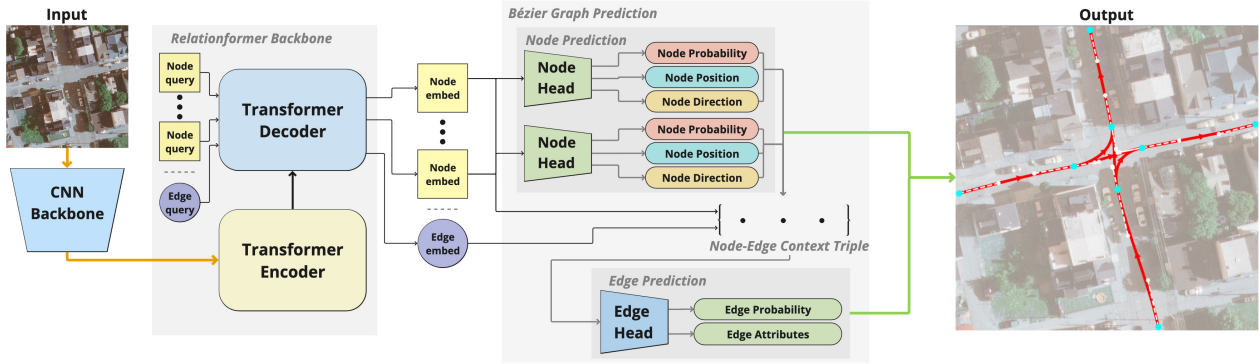 Input
CNN
Backbone
Relationformer Backbone
Node
query
Node
query
Edge
query
Transformer
Decoder
Transformer
Encoder
Node
embed
Node
embed
Edge
embed
Bézier Graph Prediction
Node Prediction
Node
Head
Node Probability
Node Position
Node Direction
Node
Head
Node Probability
Node Position
Node Direction
Node-Edge Context Triple
Edge Prediction
Edge
Head
Edge Probability
Edge Attributes
Output